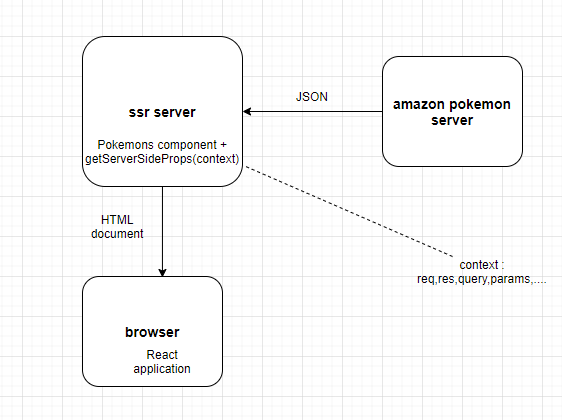 ssr server
Pokemons component +
getServerSideProps(context)
JSON
amazon pokemon
server
HTML
document
context :
req,res,query,params,....
browser
React
application